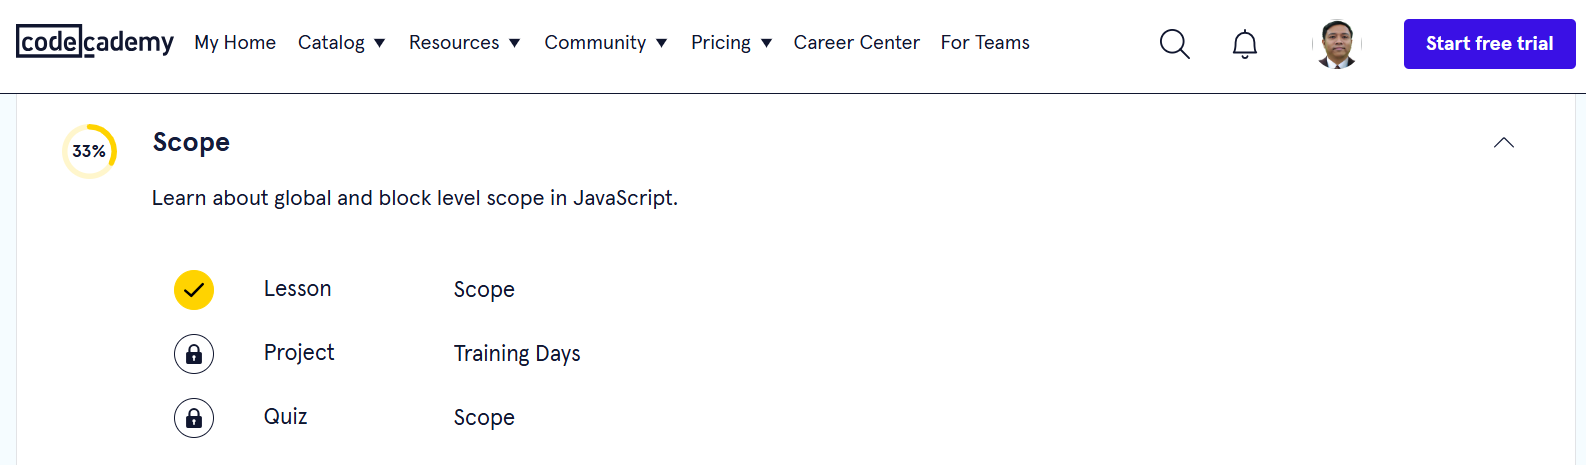 codecademy My Home Catalog Resources Community Pricing Career Center For Teams Start free trial
33% Scope
Learn about global and block level scope in JavaScript.
Lesson Scope
Project Training Days
Quiz Scope